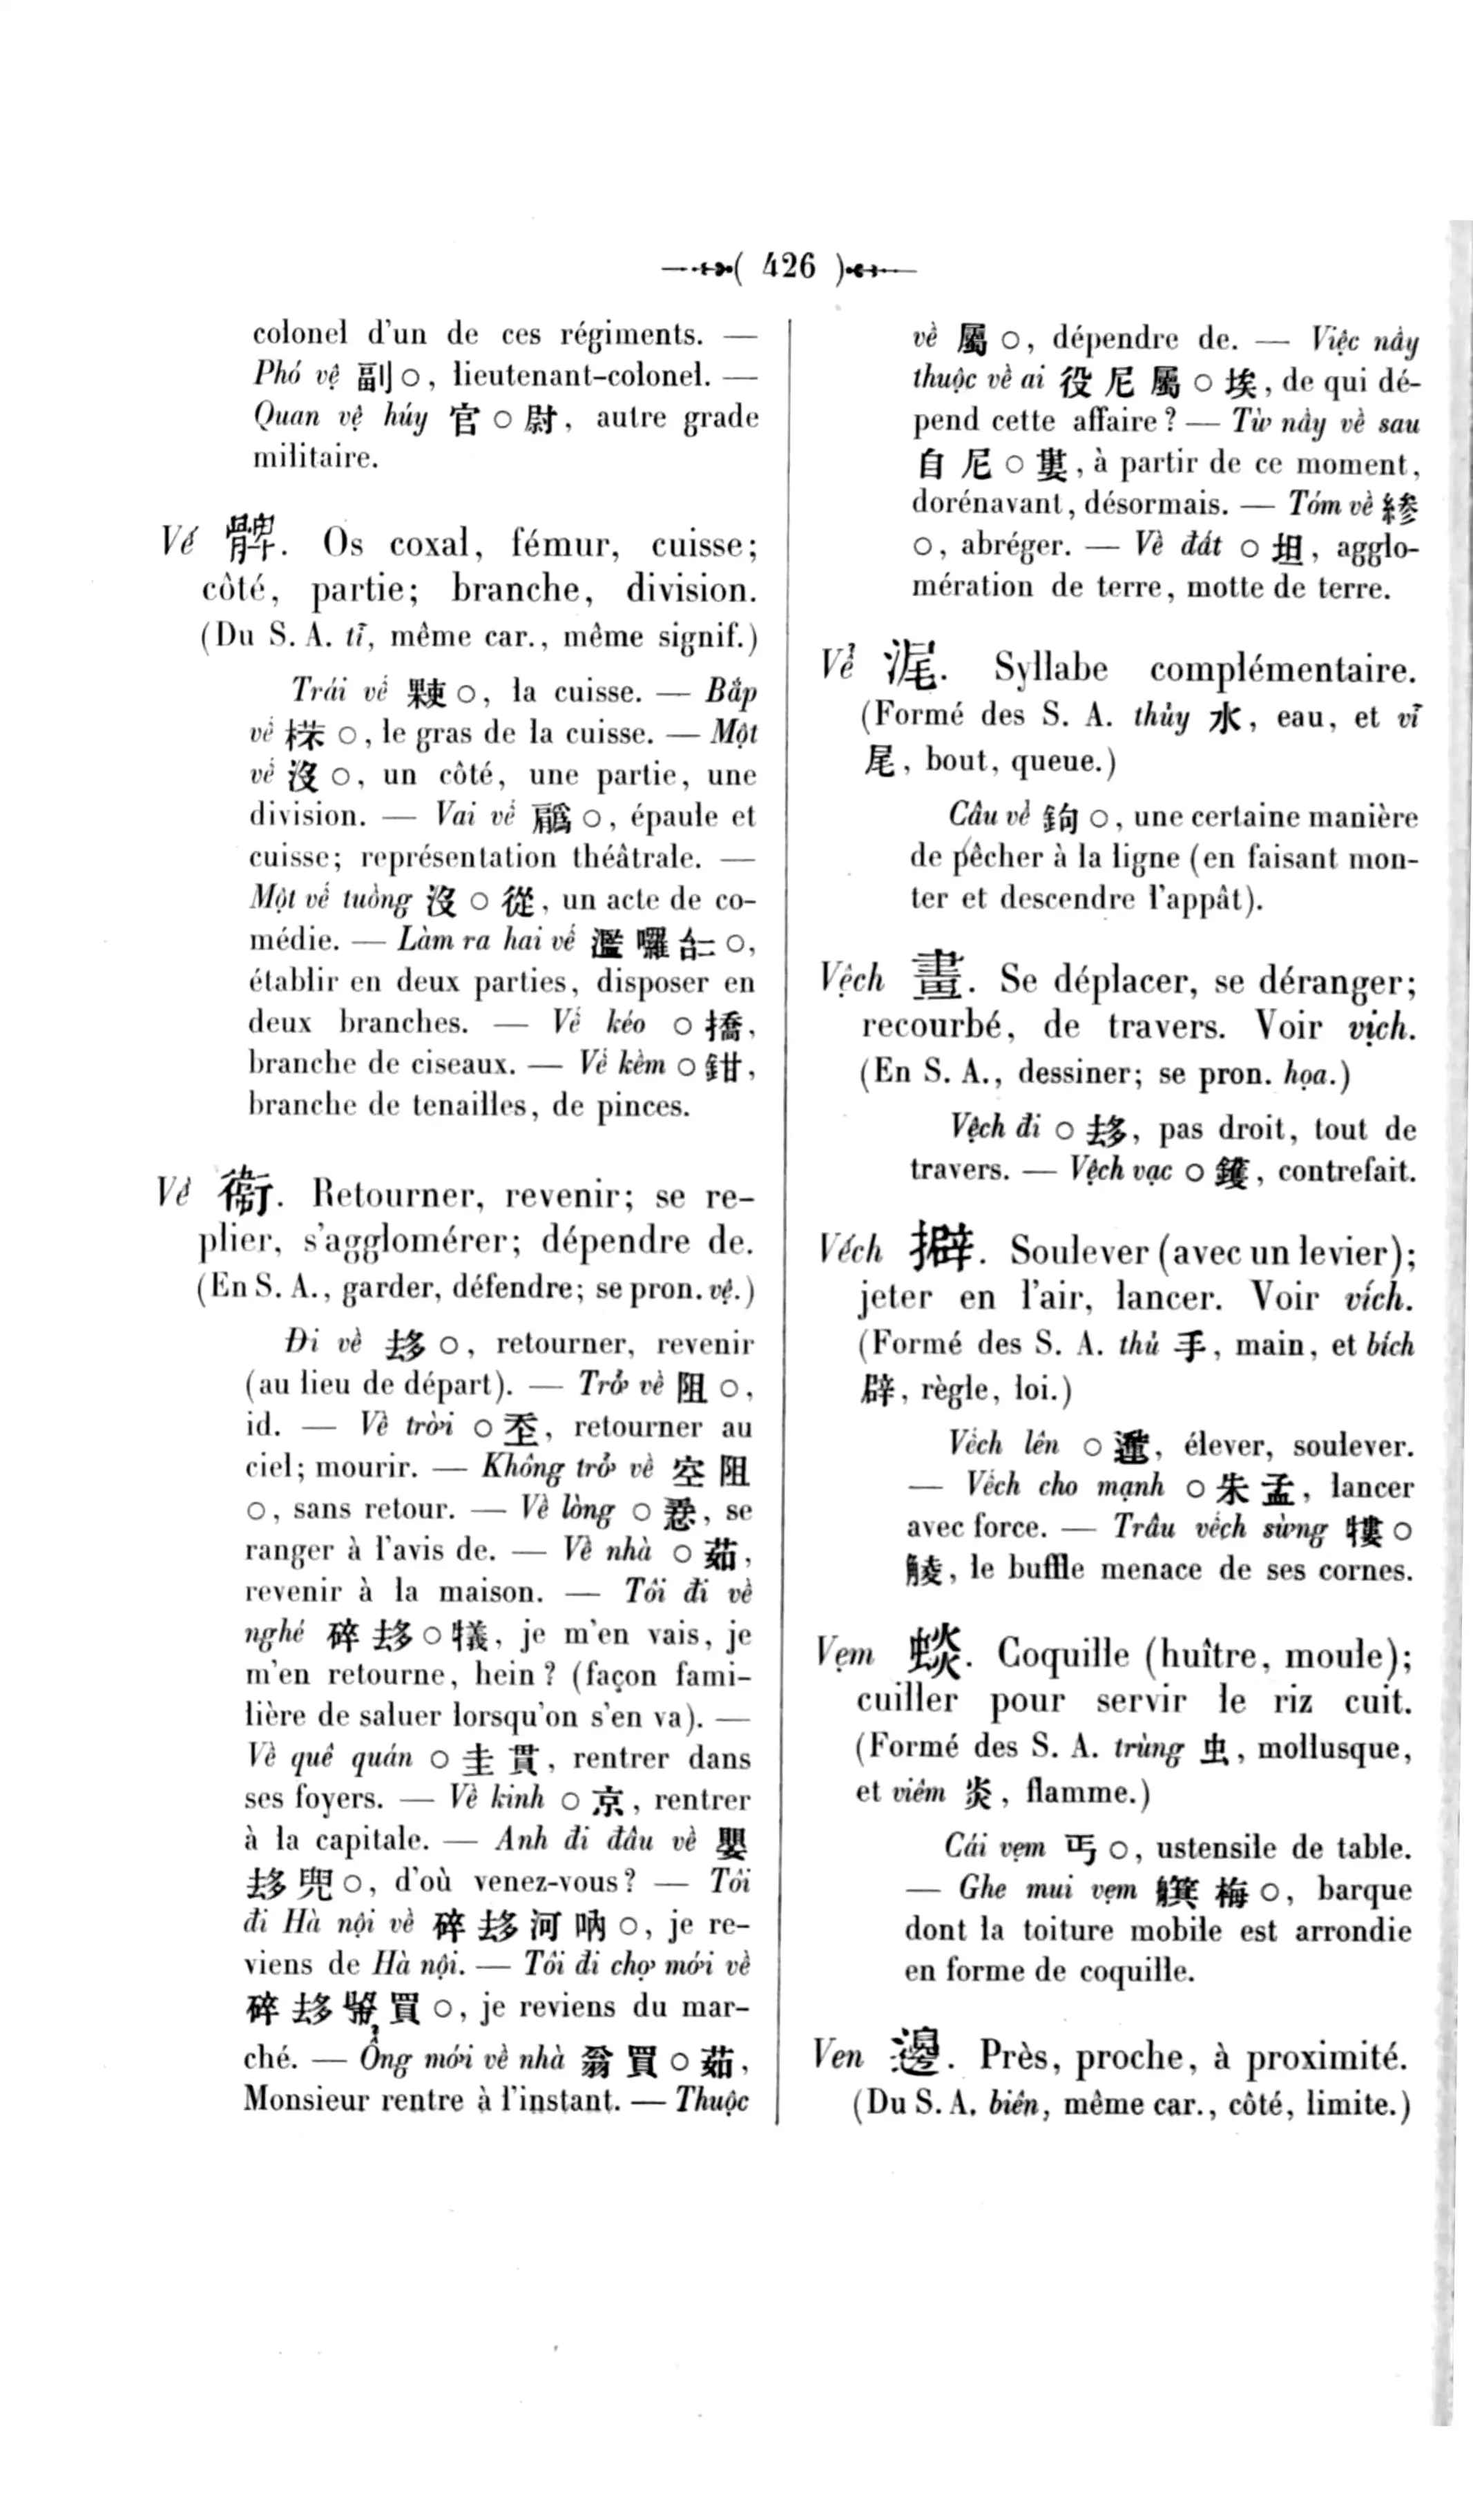 ( 426 )
colonel d'un de ces régiments. —
Phó vệ 副 ○, lieutenant-colonel. —
Quan vệ húy 官 ○ 尉, autre grade
militaire.
Vế 髀. Os coxal, fémur, cuisse;
côté, partie; branche, division.
(Du S. A. tĩ, même car., même signif.)
Trái vế ○, la cuisse. — Bắp
vế ○, le gras de la cuisse. — Một
vế 沒 ○, un côté, une partie, une
division. — Vai vế ○, épaule et
cuisse; représentation théâtrale. —
Một vế tuồng 沒 ○ 從, un acte de co-
médie. — Làm ra hai vế 濫 囉 𠄩 ○,
établir en deux parties, disposer en
deux branches. — Vế kéo ○ 撟,
branche de ciseaux. — Vế kềm ○ 鉗,
branche de tenailles, de pinces.
Về 衛. Retourner, revenir; se re-
plier, s'agglomérer; dépendre de.
(En S. A., garder, défendre; se pron. vệ.)
Đi về 𠫾 ○, retourner, revenir
(au lieu de départ). — Trở về 阻 ○,
id. — Về trời ○ 𡗶, retourner au
ciel; mourir. — Không trở về 空 阻
○, sans retour. — Về lòng ○ 𢚸, se
ranger à l'avis de. — Về nhà ○ 茹,
revenir à la maison. — Tôi đi về
nghé 碎 𠫾 ○ 犠, je m'en vais, je
m'en retourne, hein? (façon fami-
lière de saluer lorsqu'on s'en va). —
Về quê quán ○ 圭 貫, rentrer dans
ses foyers. — Về kinh ○ 京, rentrer
à la capitale. — Anh đi đâu về 嬰
𠫾 兜 ○, d'où venez-vous? — Tôi
đi Hà nội về 碎 𠫾 河 吶 ○, je re-
viens de Hà nội. — Tôi đi chợ mới về
碎 𠫾 買 ○, je reviens du mar-
ché. — Ông mới về nhà 翁 買 ○ 茹,
Monsieur rentre à l'instant. — Thuộc
về 屬 ○, dépendre de. — Việc nầy
thuộc về ai 役 尼 屬 ○ 埃, de qui dé-
pend cette affaire? — Từ nầy về sau
自 尼 ○ 婁, à partir de ce moment,
dorénavant, désormais. — Tóm về 縿
○, abréger. — Về đất ○ 坦, agglo-
mération de terre, motte de terre.
Vể 浘. Syllabe complémentaire.
(Formé des S. A. thủy 水, eau, et vĩ
尾, bout, queue.)
Câu về 鉤 ○, une certaine manière
de pêcher à la ligne (en faisant mon-
ter et descendre l'appât).
Vệch 畫. Se déplacer, se déranger;
recourbé, de travers. Voir vịch.
(En S. A., dessiner; se pron. họa.)
Vệch đi ○ 𠫾, pas droit, tout de
travers. — Vệch vạc ○ 鑊, contrefait.
Vếch 擗. Soulever (avec un levier);
jeter en l'air, lancer. Voir vích.
(Formé des S. A. thủ 手, main, et bích
辟, règle, loi.)
Vếch lên ○, élever, soulever.
— Vếch cho mạnh ○ 朱 孟, lancer
avec force. — Trâu vếch sừng ○
, le buffle menace de ses cornes.
Vẹm 䗊. Coquille (huître, moule);
cuiller pour servir le riz cuit.
(Formé des S. A. trùng 虫, mollusque,
et viêm 炎, flamme.)
Cái vẹm 丐 ○, ustensile de table.
— Ghe mui vẹm 梅 ○, barque
dont la toiture mobile est arrondie
en forme de coquille.
Ven 邊. Près, proche, à proximité.
(Du S. A. biên, même car., côté, limite.)